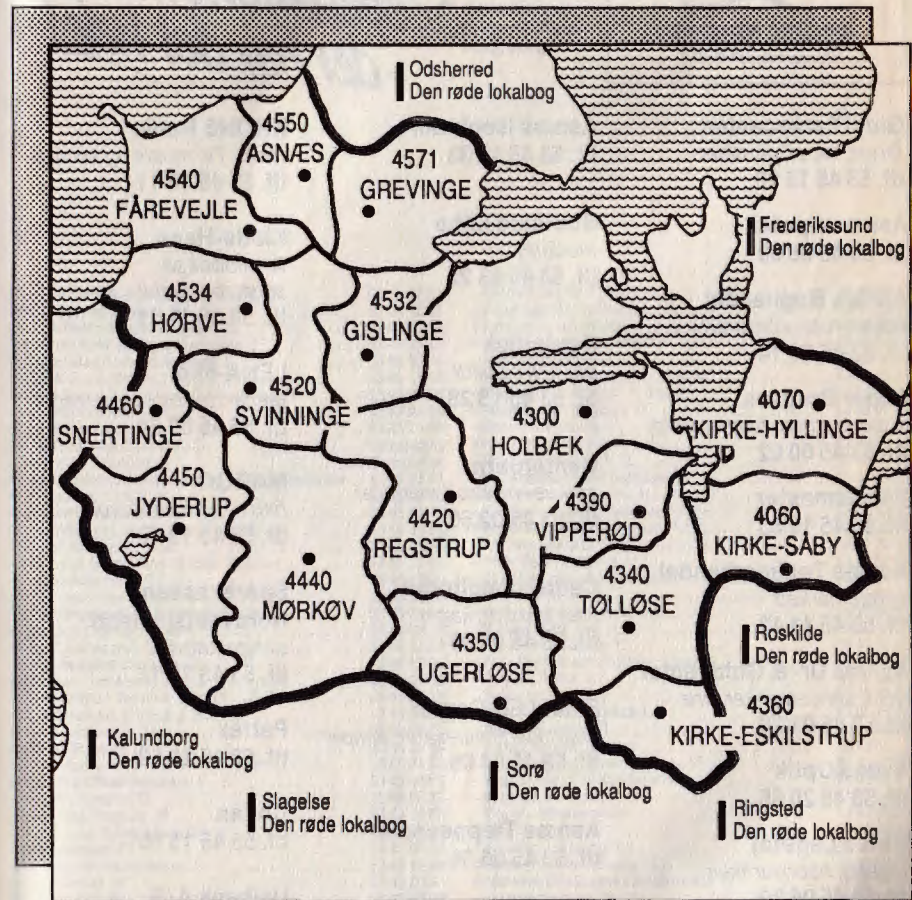 Odsherred
Den røde lokalbog
4550
ASNÆS
4571
GREVINGE
4540
FÅREVEJLE
Frederikssund
Den røde lokalbog
4534
HØRVE
4532
GISLINGE
4520
SVINNINGE
4460
SNERTINGE
4300
HOLBÆK
4070
KIRKE-HYLLINGE
4450
JYDERUP
4420
REGSTRUP
4390
VIPPERØD
4060
KIRKE-SÅBY
4440
MØRKØV
4340
TØLLØSE
4350
UGERLØSE
Roskilde
Den røde lokalbog
4360
KIRKE-ESKILSTRUP
Kalundborg
Den røde lokalbog
Slagelse
Den røde lokalbog
Sorø
Den røde lokalbog
Ringsted
Den røde lokalbog